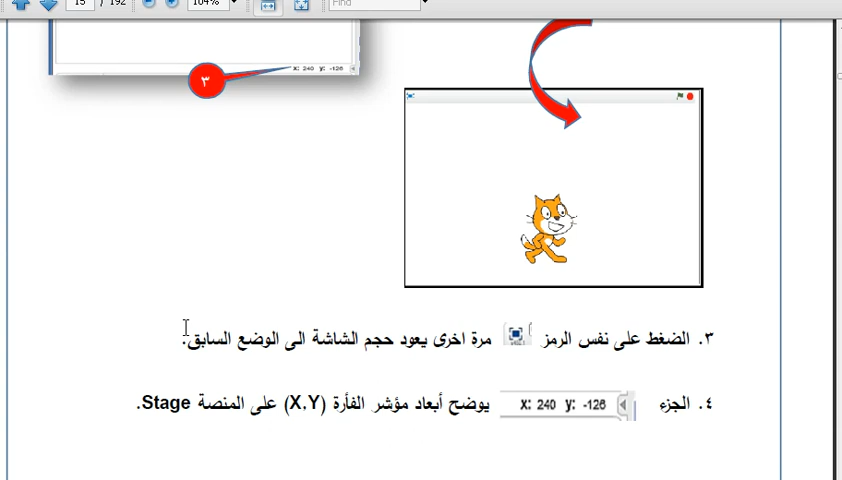 15 / 192
104%
Find
x: 240 y: -126
٣
٣. الضغط على نفس الرمز مرة اخرى يعود حجم الشاشة الى الوضع السابق.
٤. الجزء x: 240 y: -126 يوضح أبعاد مؤشر الفأرة (X,Y) على المنصة Stage.